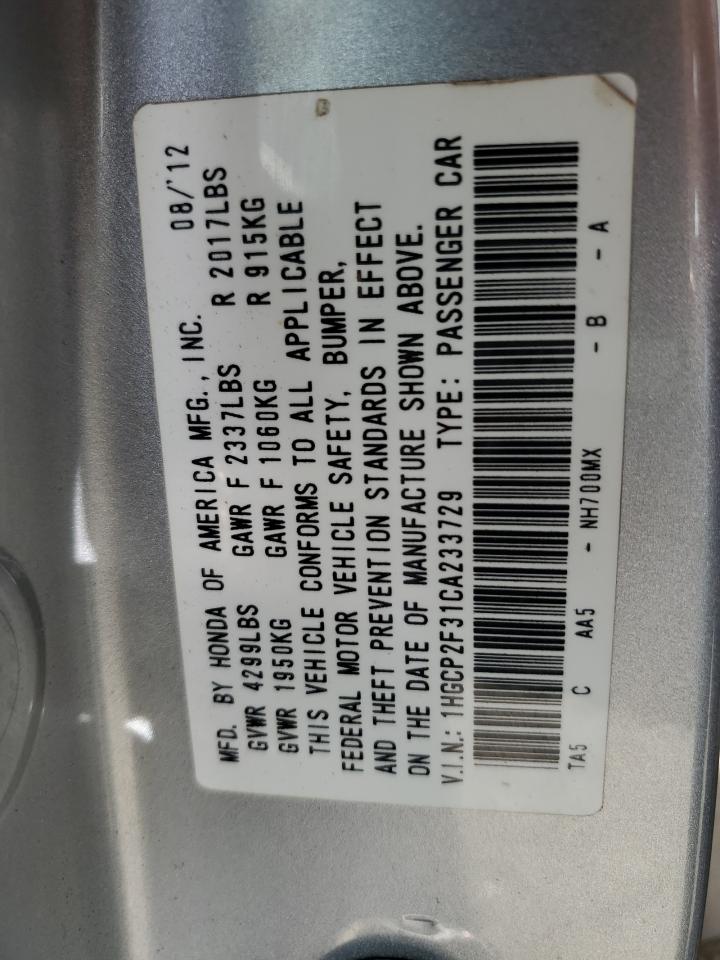 MFD. BY HONDA OF AMERICA MFG., INC. 08/'12
GVWR 4299LBS GAWR F 2337LBS R 2017LBS
GVWR 1950KG GAWR F 1060KG R 915KG
THIS VEHICLE CONFORMS TO ALL APPLICABLE
FEDERAL MOTOR VEHICLE SAFETY, BUMPER,
AND THEFT PREVENTION STANDARDS IN EFFECT
ON THE DATE OF MANUFACTURE SHOWN ABOVE.
V.I.N.: 1HGCP2F31CA233729 TYPE: PASSENGER CAR
TA5 C AA5 - NH700MX - B - A